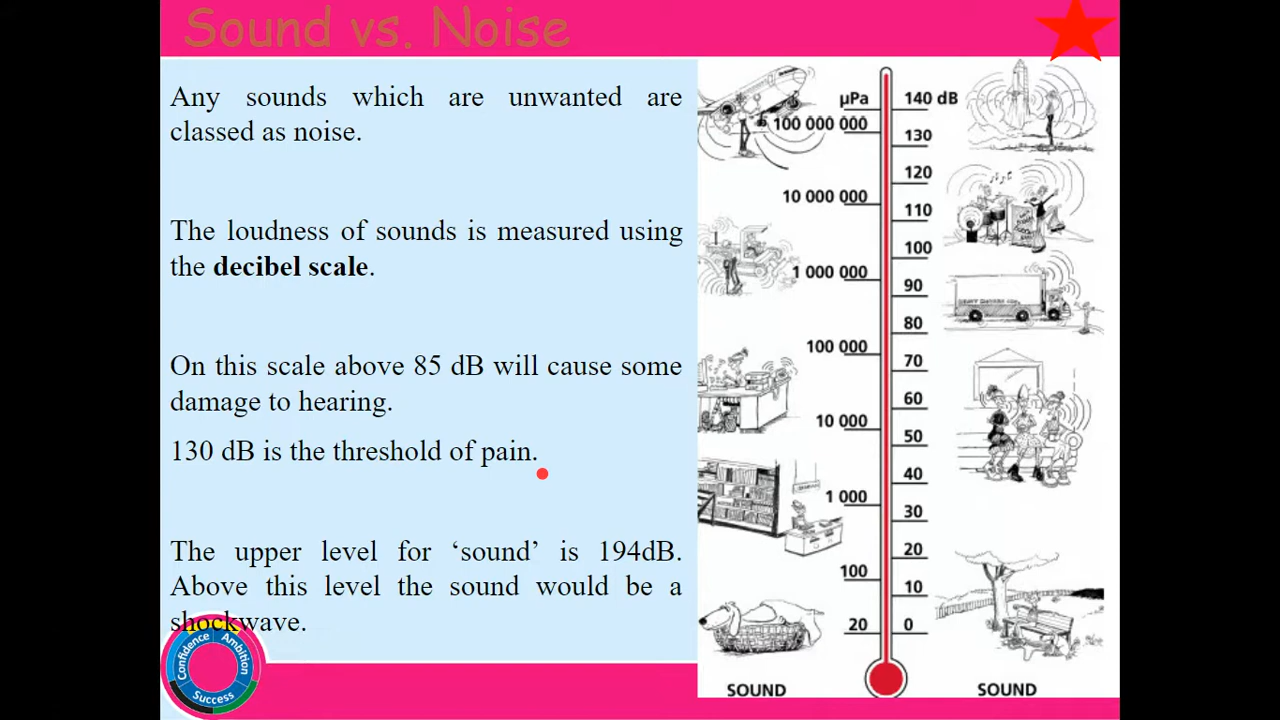 Sound vs. Noise
Any sounds which are unwanted are
classed as noise.
The loudness of sounds is measured using
the decibel scale.
On this scale above 85 dB will cause some
damage to hearing.
130 dB is the threshold of pain.
The upper level for ‘sound’ is 194dB.
Above this level the sound would be a
shockwave.
Confidence
Ambition
Success
µPa
100 000 000
10 000 000
1 000 000
100 000
10 000
1 000
100
20
140 dB
130
120
110
100
90
80
70
60
50
40
30
20
10
0
SOUND
SOUND